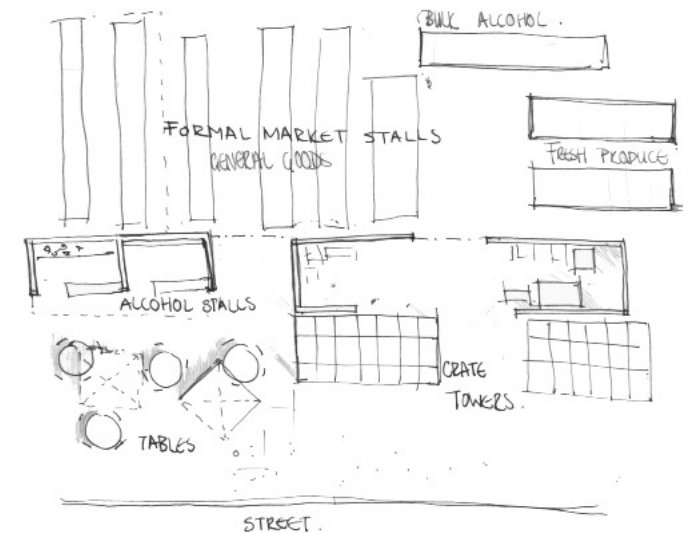 BULK ALCOHOL.
FORMAL MARKET STALLS
GENERAL GOODS
FRESH PRODUCE
ALCOHOL STALLS
CRATE
TOWERS.
TABLES
STREET.